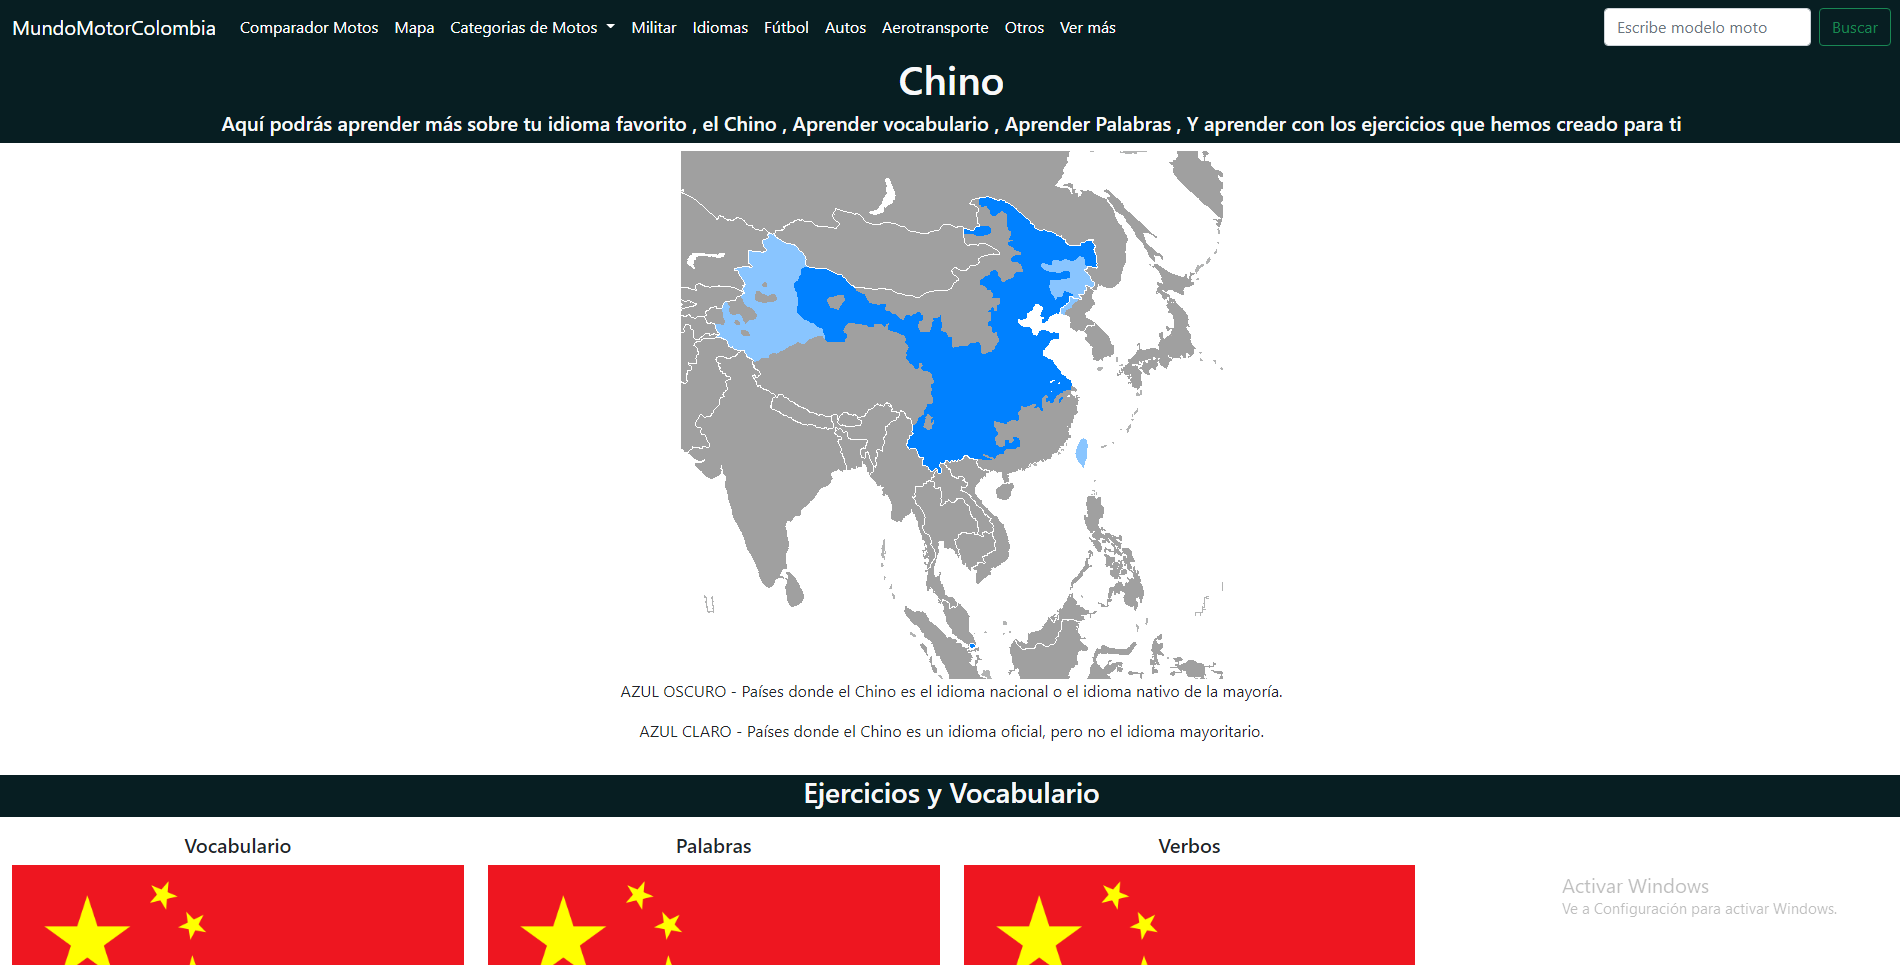 MundoMotorColombia Comparador Motos Mapa Categorias de Motos Militar Idiomas Fútbol Autos Aerotransporte Otros Ver más Escribe modelo moto Buscar
Chino
Aquí podrás aprender más sobre tu idioma favorito , el Chino , Aprender vocabulario , Aprender Palabras , Y aprender con los ejercicios que hemos creado para ti
AZUL OSCURO - Países donde el Chino es el idioma nacional o el idioma nativo de la mayoría.
AZUL CLARO - Países donde el Chino es un idioma oficial, pero no el idioma mayoritario.
Ejercicios y Vocabulario
Vocabulario Palabras Verbos
Activar Windows
Ve a Configuración para activar Windows.